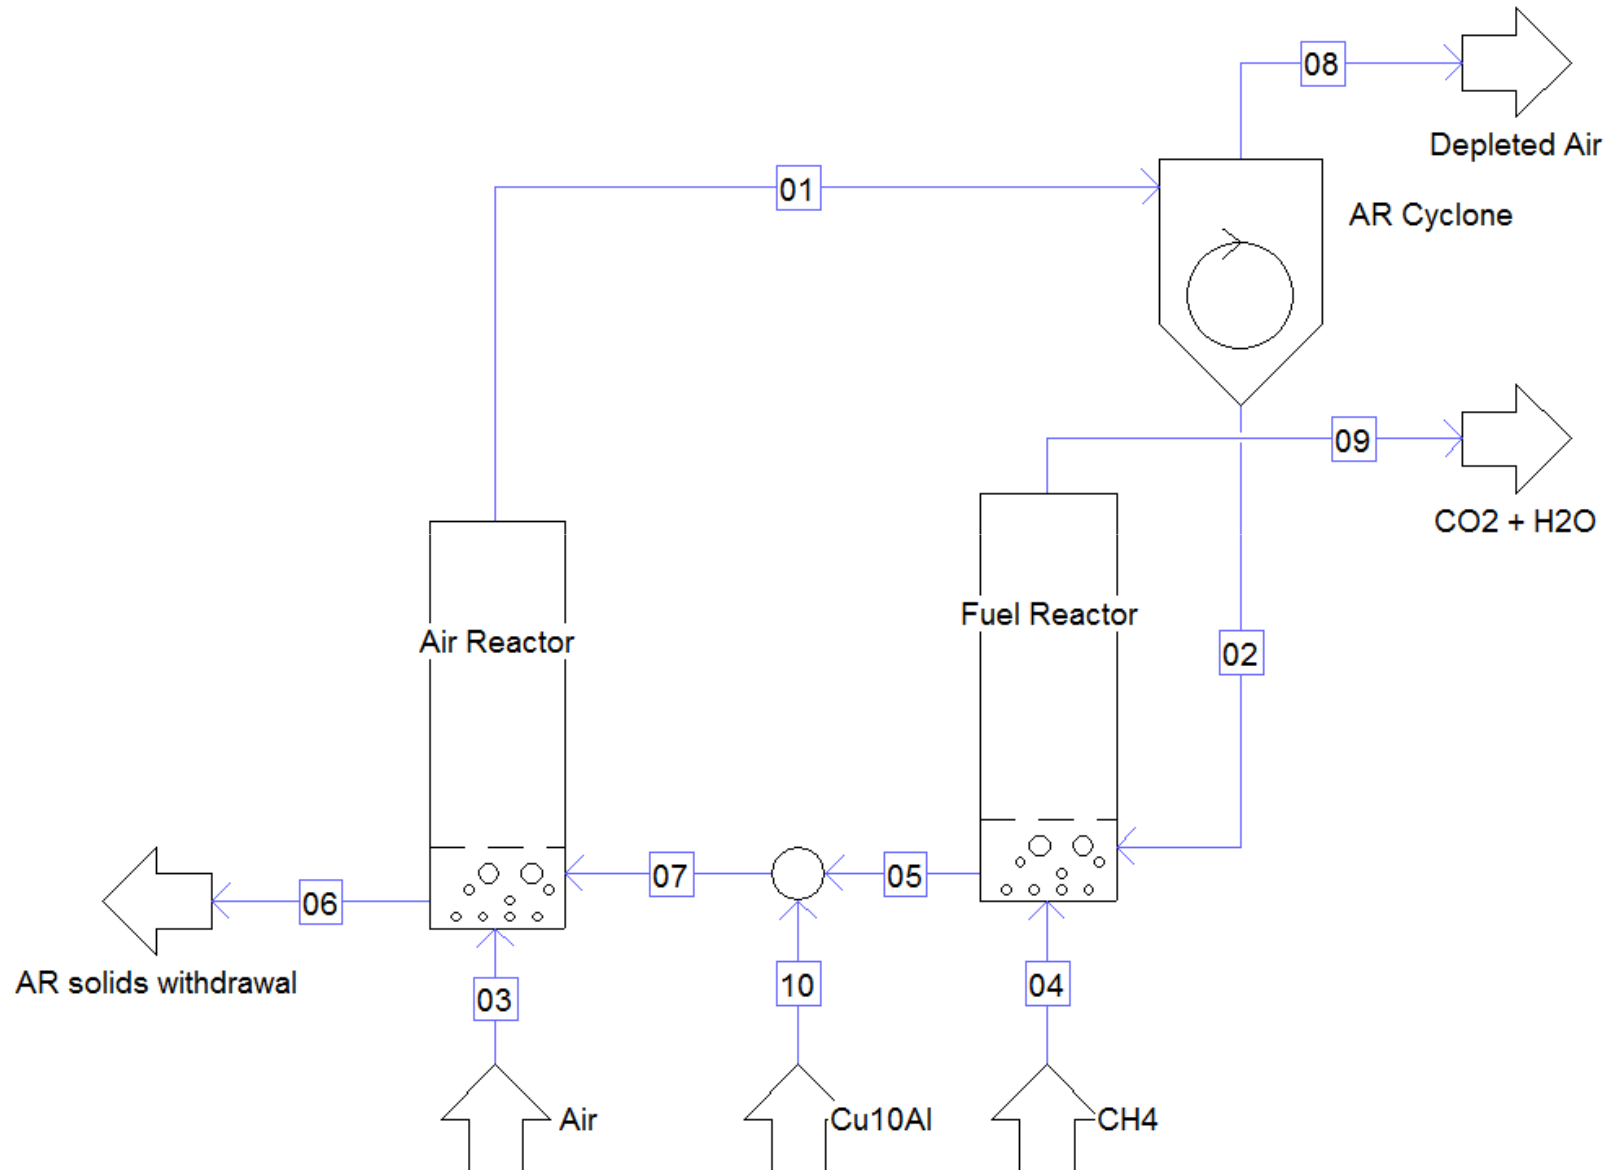 08
Depleted Air
01
AR Cyclone
09
CO2 + H2O
Fuel Reactor
Air Reactor
02
07
05
06
AR solids withdrawal
03
10
04
Air
Cu10Al
CH4